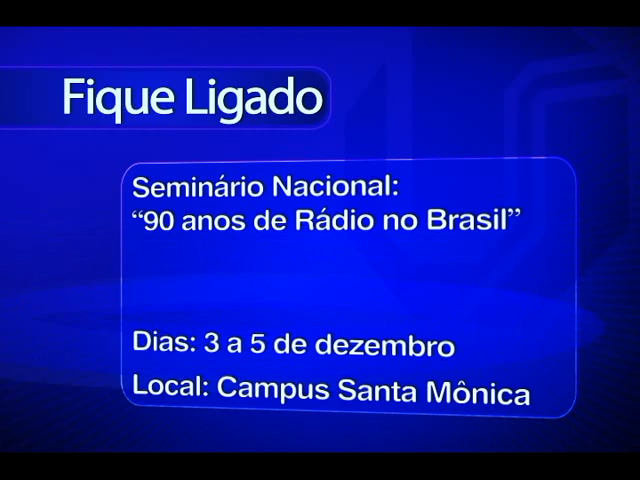 Fique Ligado
Seminário Nacional:
“90 anos de Rádio no Brasil”
Dias: 3 a 5 de dezembro
Local: Campus Santa Mônica